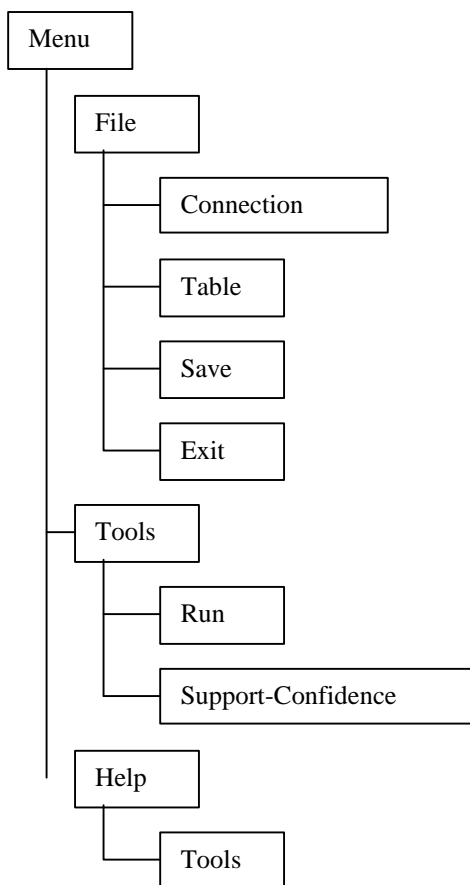 Menu
File
Connection
Table
Save
Exit
Tools
Run
Support-Confidence
Help
Tools